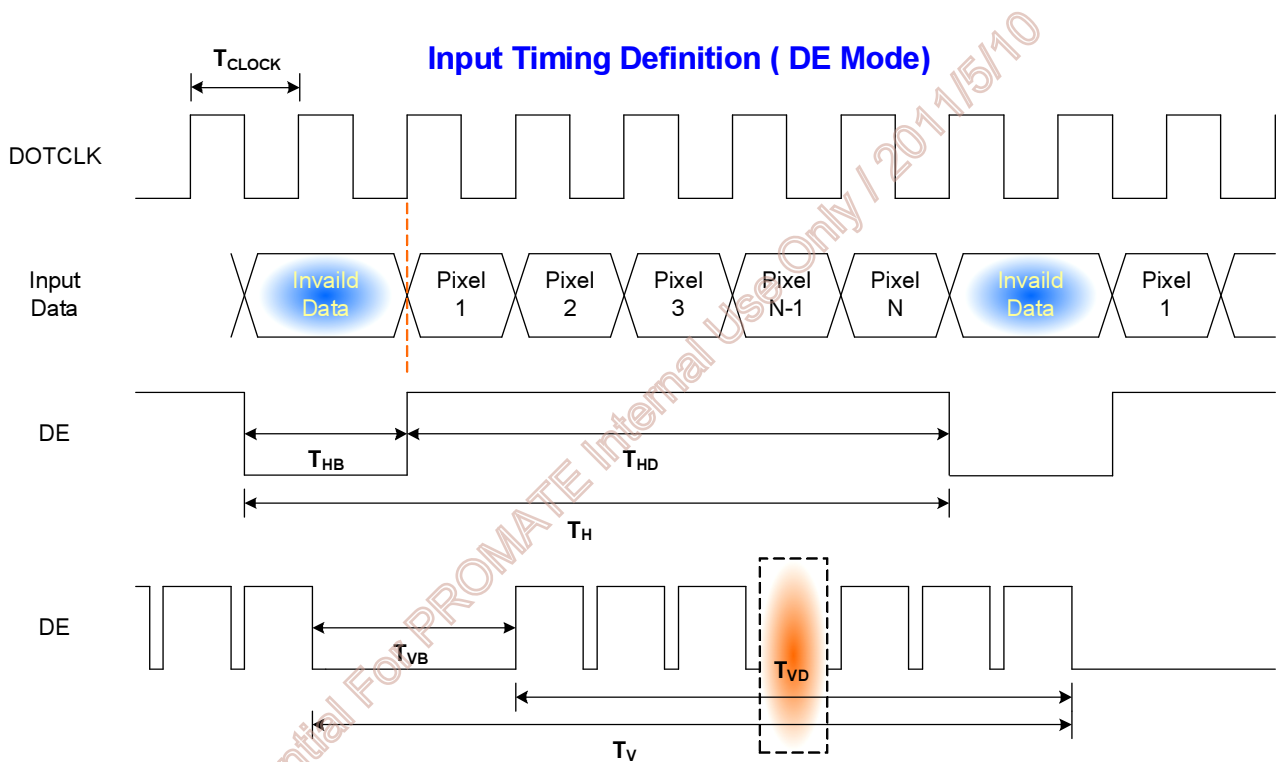 Input Timing Definition ( DE Mode)
TCLOCK
DOTCLK
Input
Data
Invaild
Data
Pixel
1
Pixel
2
Pixel
3
Pixel
N-1
Pixel
N
Invaild
Data
Pixel
1
DE
THB
THD
TH
DE
TVB
TVD
TV
For PROMATE Internal Use Only / 2011/5/10